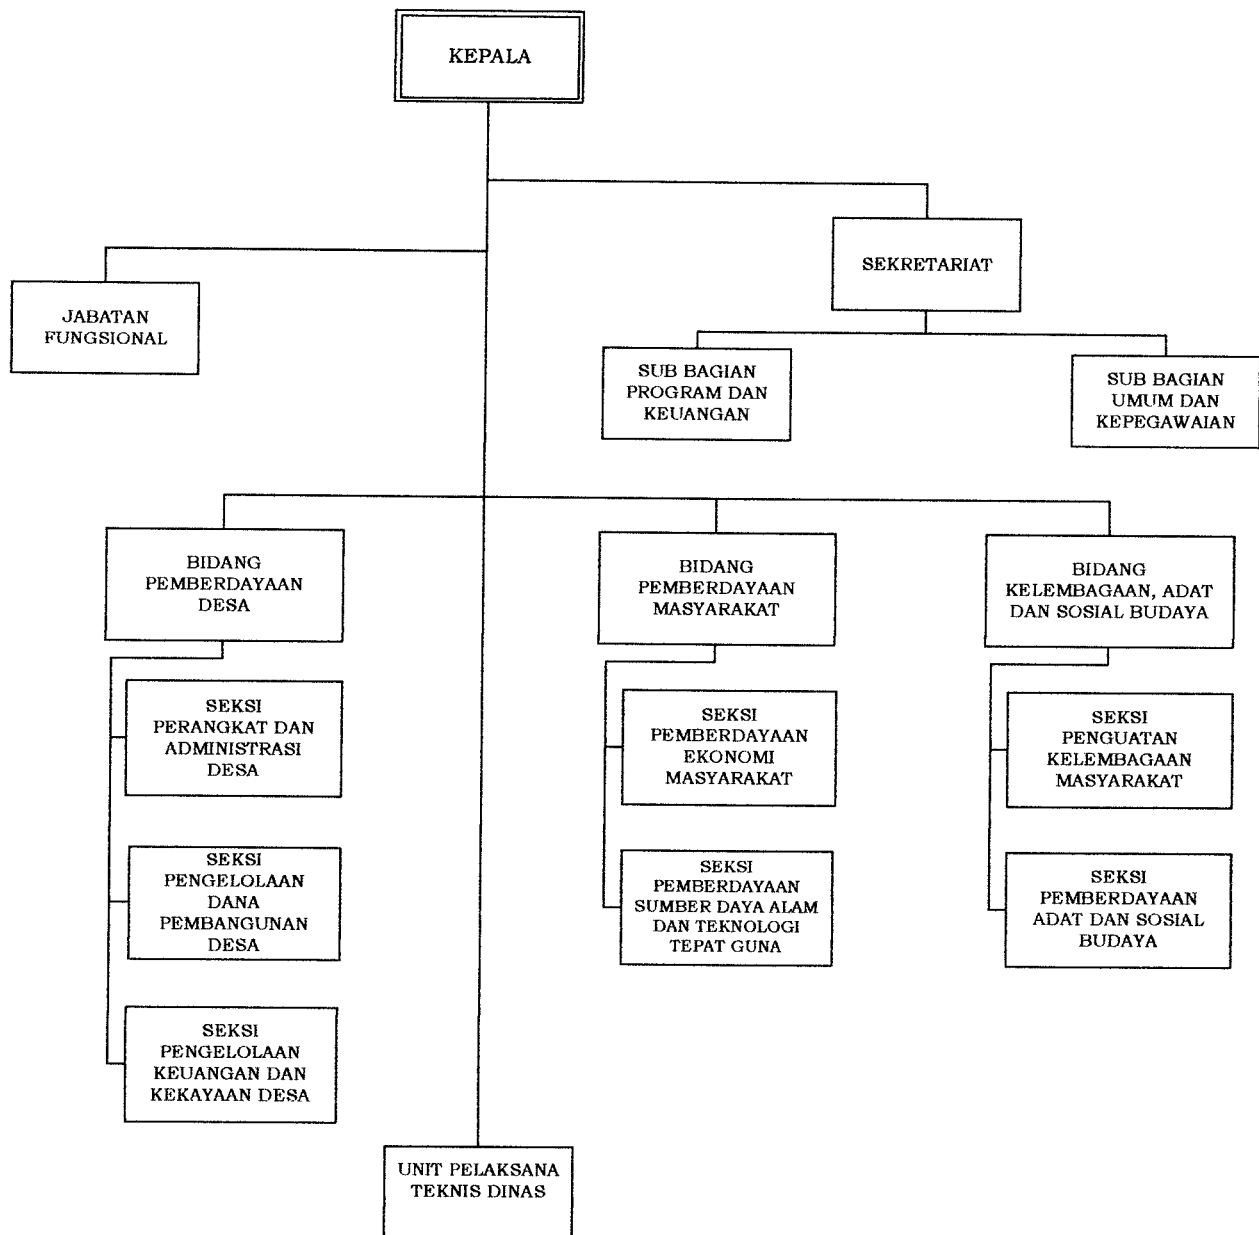 KEPALA
SEKRETARIAT
JABATAN
FUNGSIONAL
SUB BAGIAN
PROGRAM DAN
KEUANGAN
SUB BAGIAN
UMUM DAN
KEPEGAWAIAN
BIDANG
PEMBERDAYAAN
DESA
BIDANG
PEMBERDAYAAN
MASYARAKAT
BIDANG
KELEMBAGAAN, ADAT
DAN SOSIAL BUDAYA
SEKSI
PERANGKAT DAN
ADMINISTRASI
DESA
SEKSI
PEMBERDAYAAN
EKONOMI
MASYARAKAT
SEKSI
PENGUATAN
KELEMBAGAAN
MASYARAKAT
SEKSI
PENGELOLAAN
DANA
PEMBANGUNAN
DESA
SEKSI
PEMBERDAYAAN
SUMBER DAYA ALAM
DAN TEKNOLOGI
TEPAT GUNA
SEKSI
PEMBERDAYAAN
ADAT DAN SOSIAL
BUDAYA
SEKSI
PENGELOLAAN
KEUANGAN DAN
KEKAYAAN DESA
UNIT PELAKSANA
TEKNIS DINAS